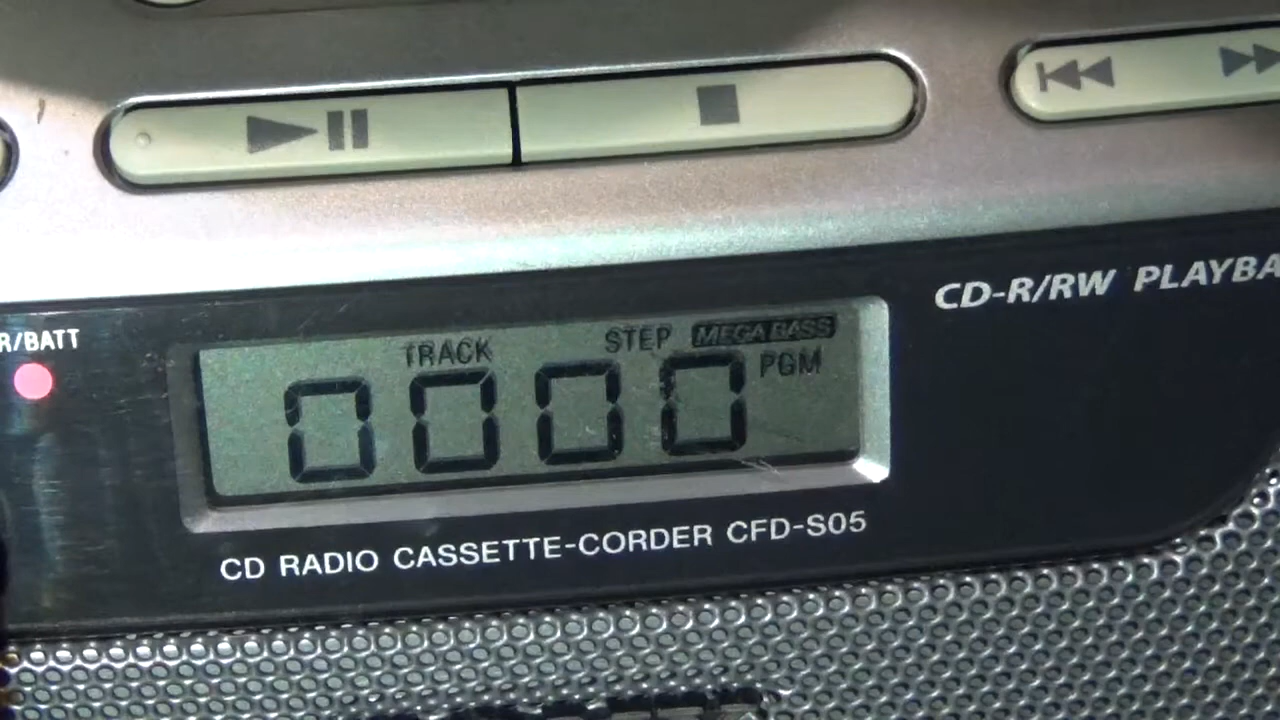 CD-R/RW PLAYBA
R/BATT
STEP MEGA BASS
TRACK PGM
0000
CD RADIO CASSETTE-CORDER CFD-S05